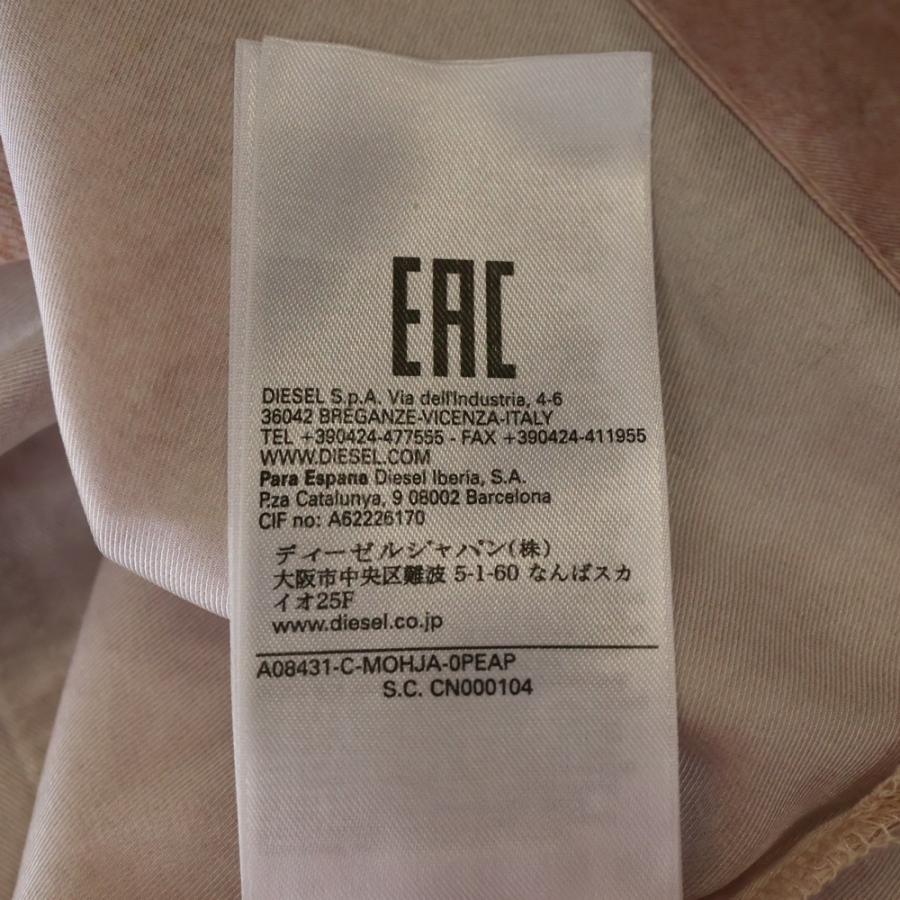 EAC
DIESEL S.p.A. Via dell'Industria, 4-6
36042 BREGANZE-VICENZA-ITALY
TEL +390424-477555 - FAX +390424-411955
WWW.DIESEL.COM
Para Espana Diesel Iberia, S.A.
P.za Catalunya, 9 08002 Barcelona
CIF no: A62226170
ディーゼルジャパン(株)
大阪市中央区難波 5-1-60 なんばスカ
イオ25F
www.diesel.co.jp
A08431-C-MOHJA-0PEAP
S.C. CN000104